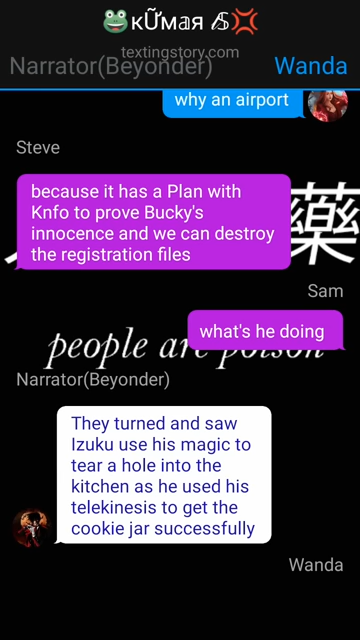 🐸ĸŨмαя 𝓢💢
textingstory.com
Narrator(Beyonder)
Wanda
why an airport
Steve
because it has a Plan with
Knfo to prove Bucky's
innocence and we can destroy
the registration files
藥
Sam
what's he doing
people are poison
Narrator(Beyonder)
They turned and saw
Izuku use his magic to
tear a hole into the
kitchen as he used his
telekinesis to get the
cookie jar successfully
Wanda